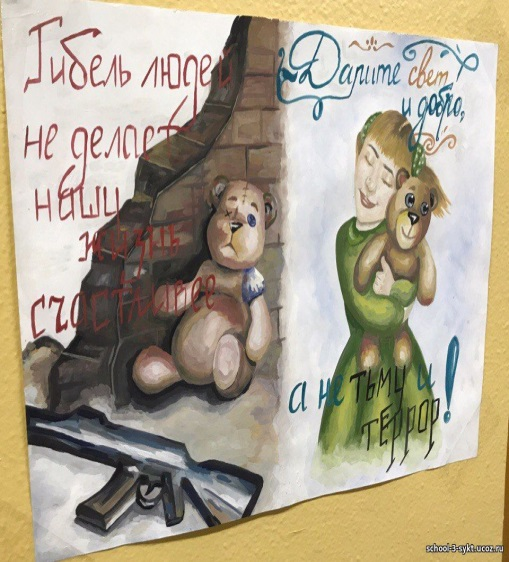 Гибель людей
не делает
нашу
жизнь
счастливее
Дарите свет
и добро,
а не тьму и
террор!
school-3-sykt.ucoz.ru